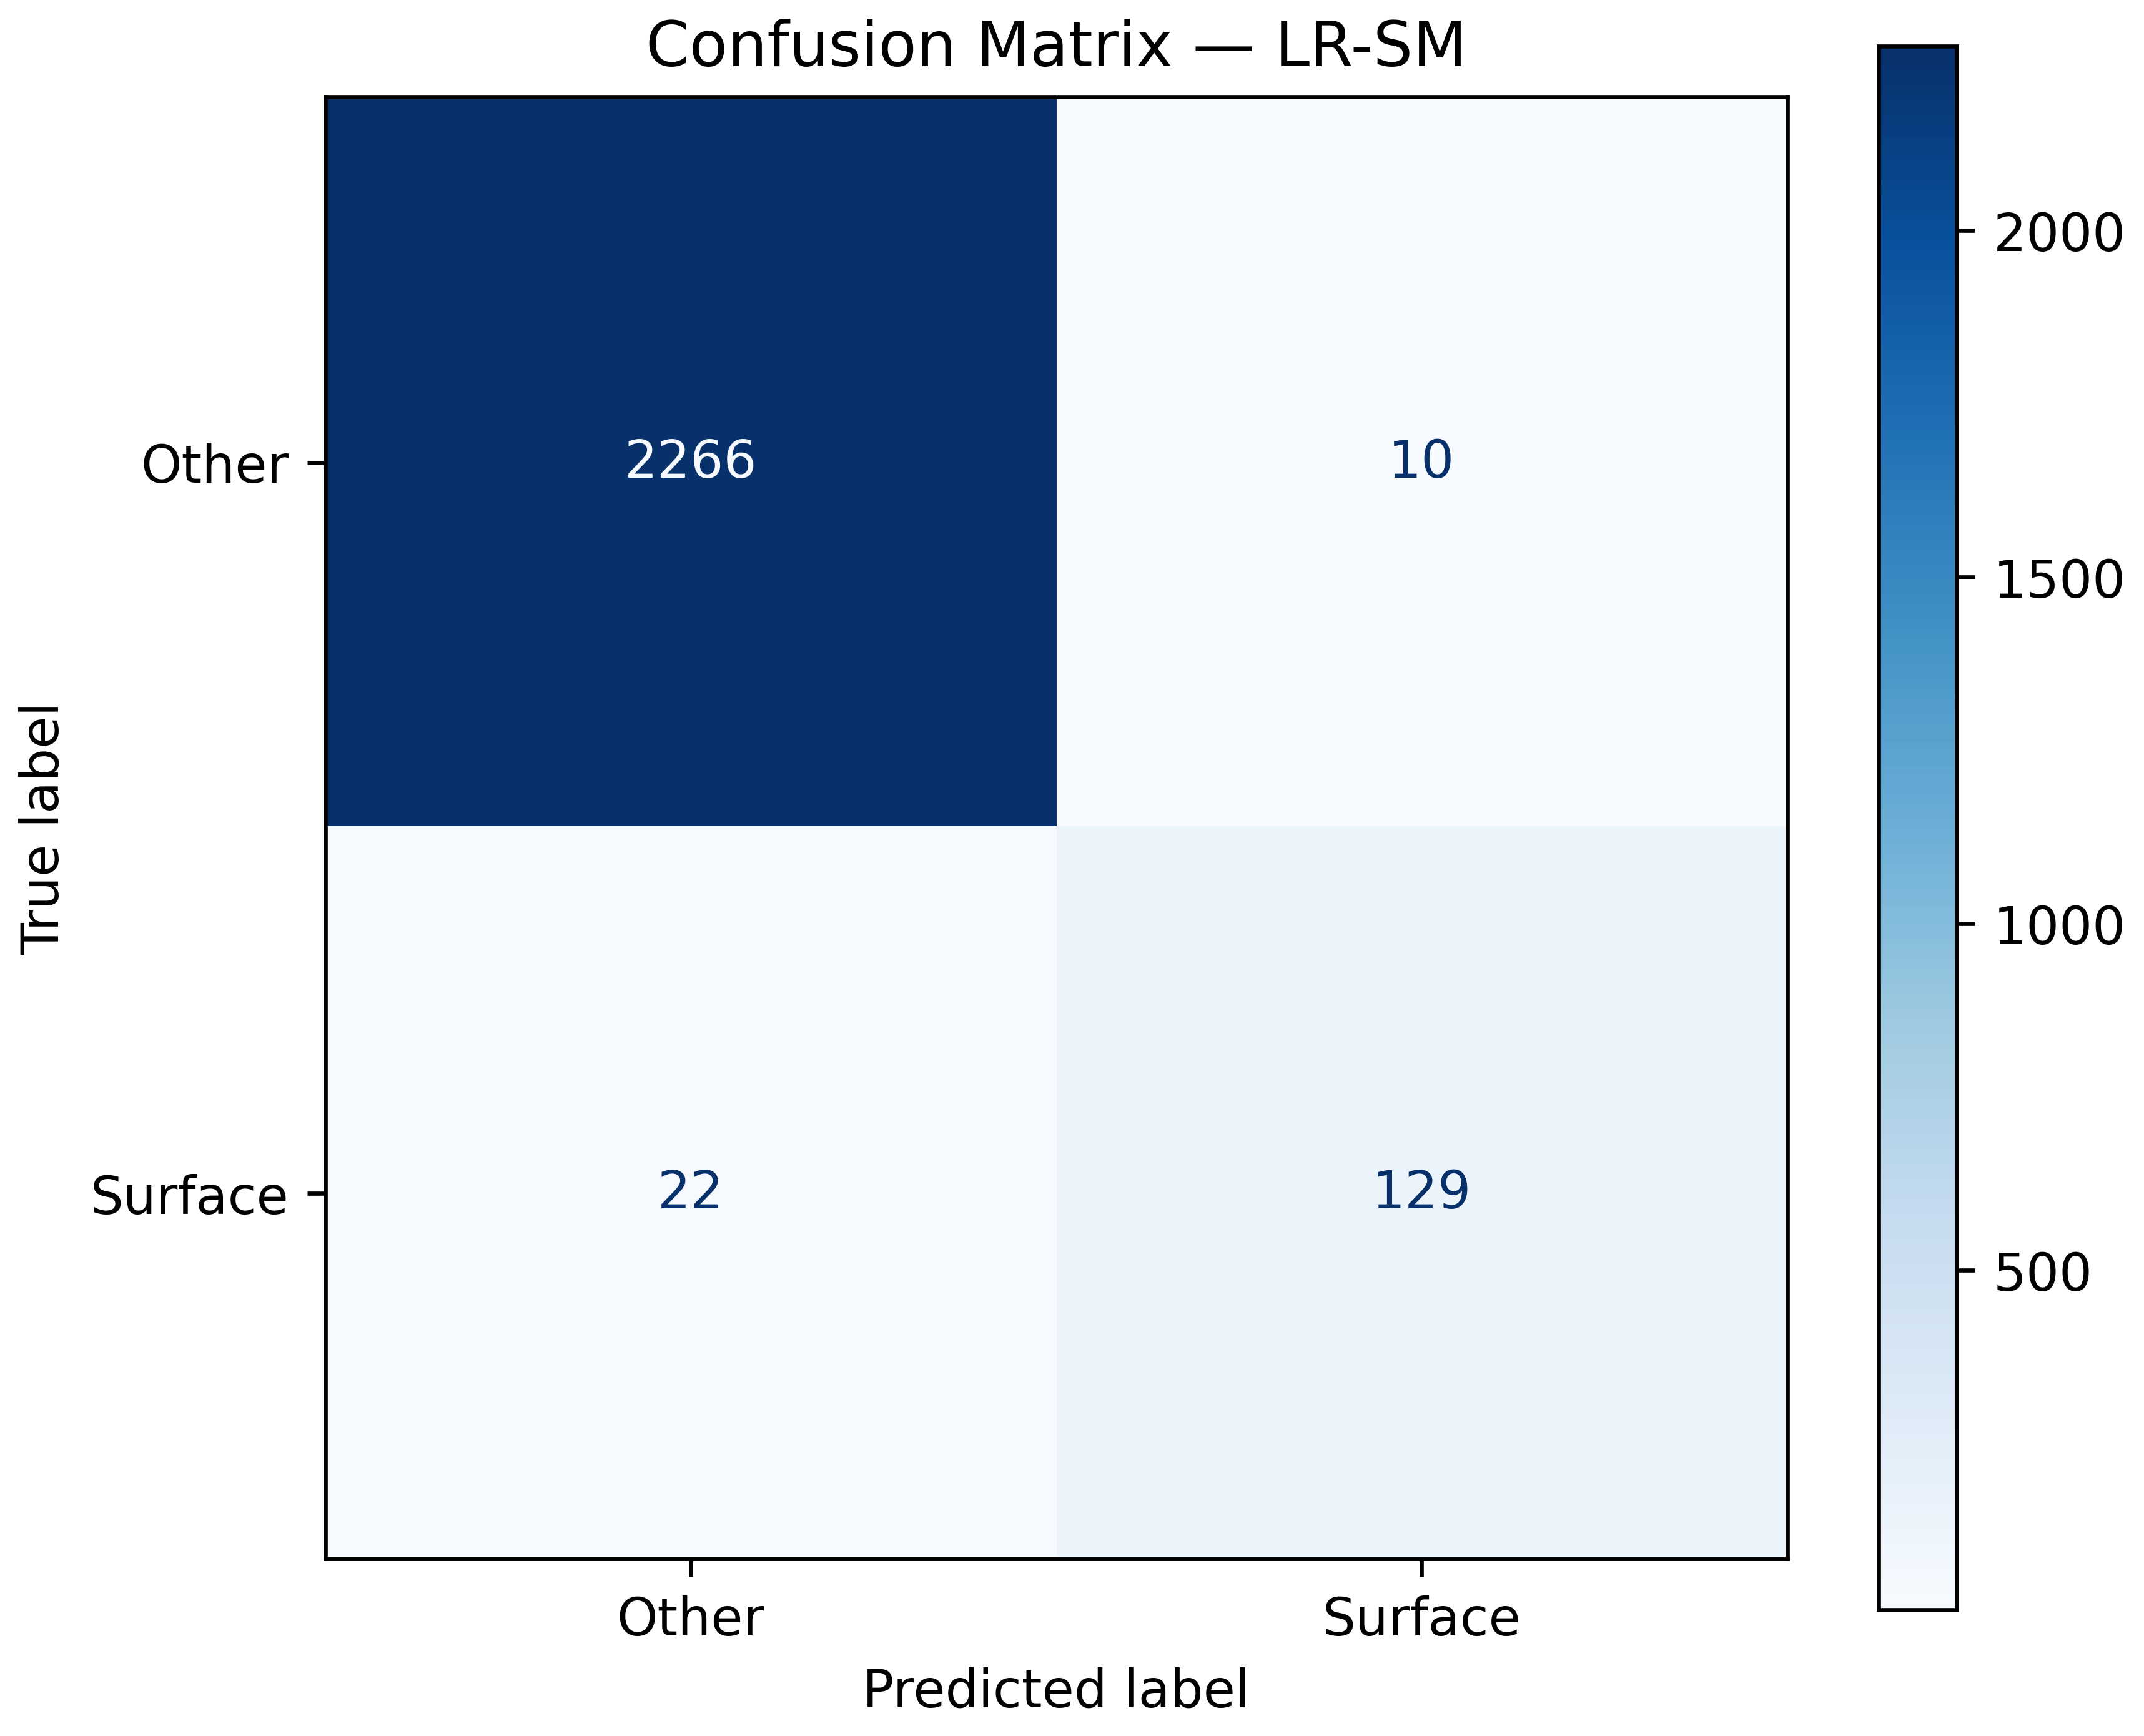 Confusion Matrix — LR-SM
True label
Other
Surface
2266
10
22
129
Other
Surface
Predicted label
2000
1500
1000
500